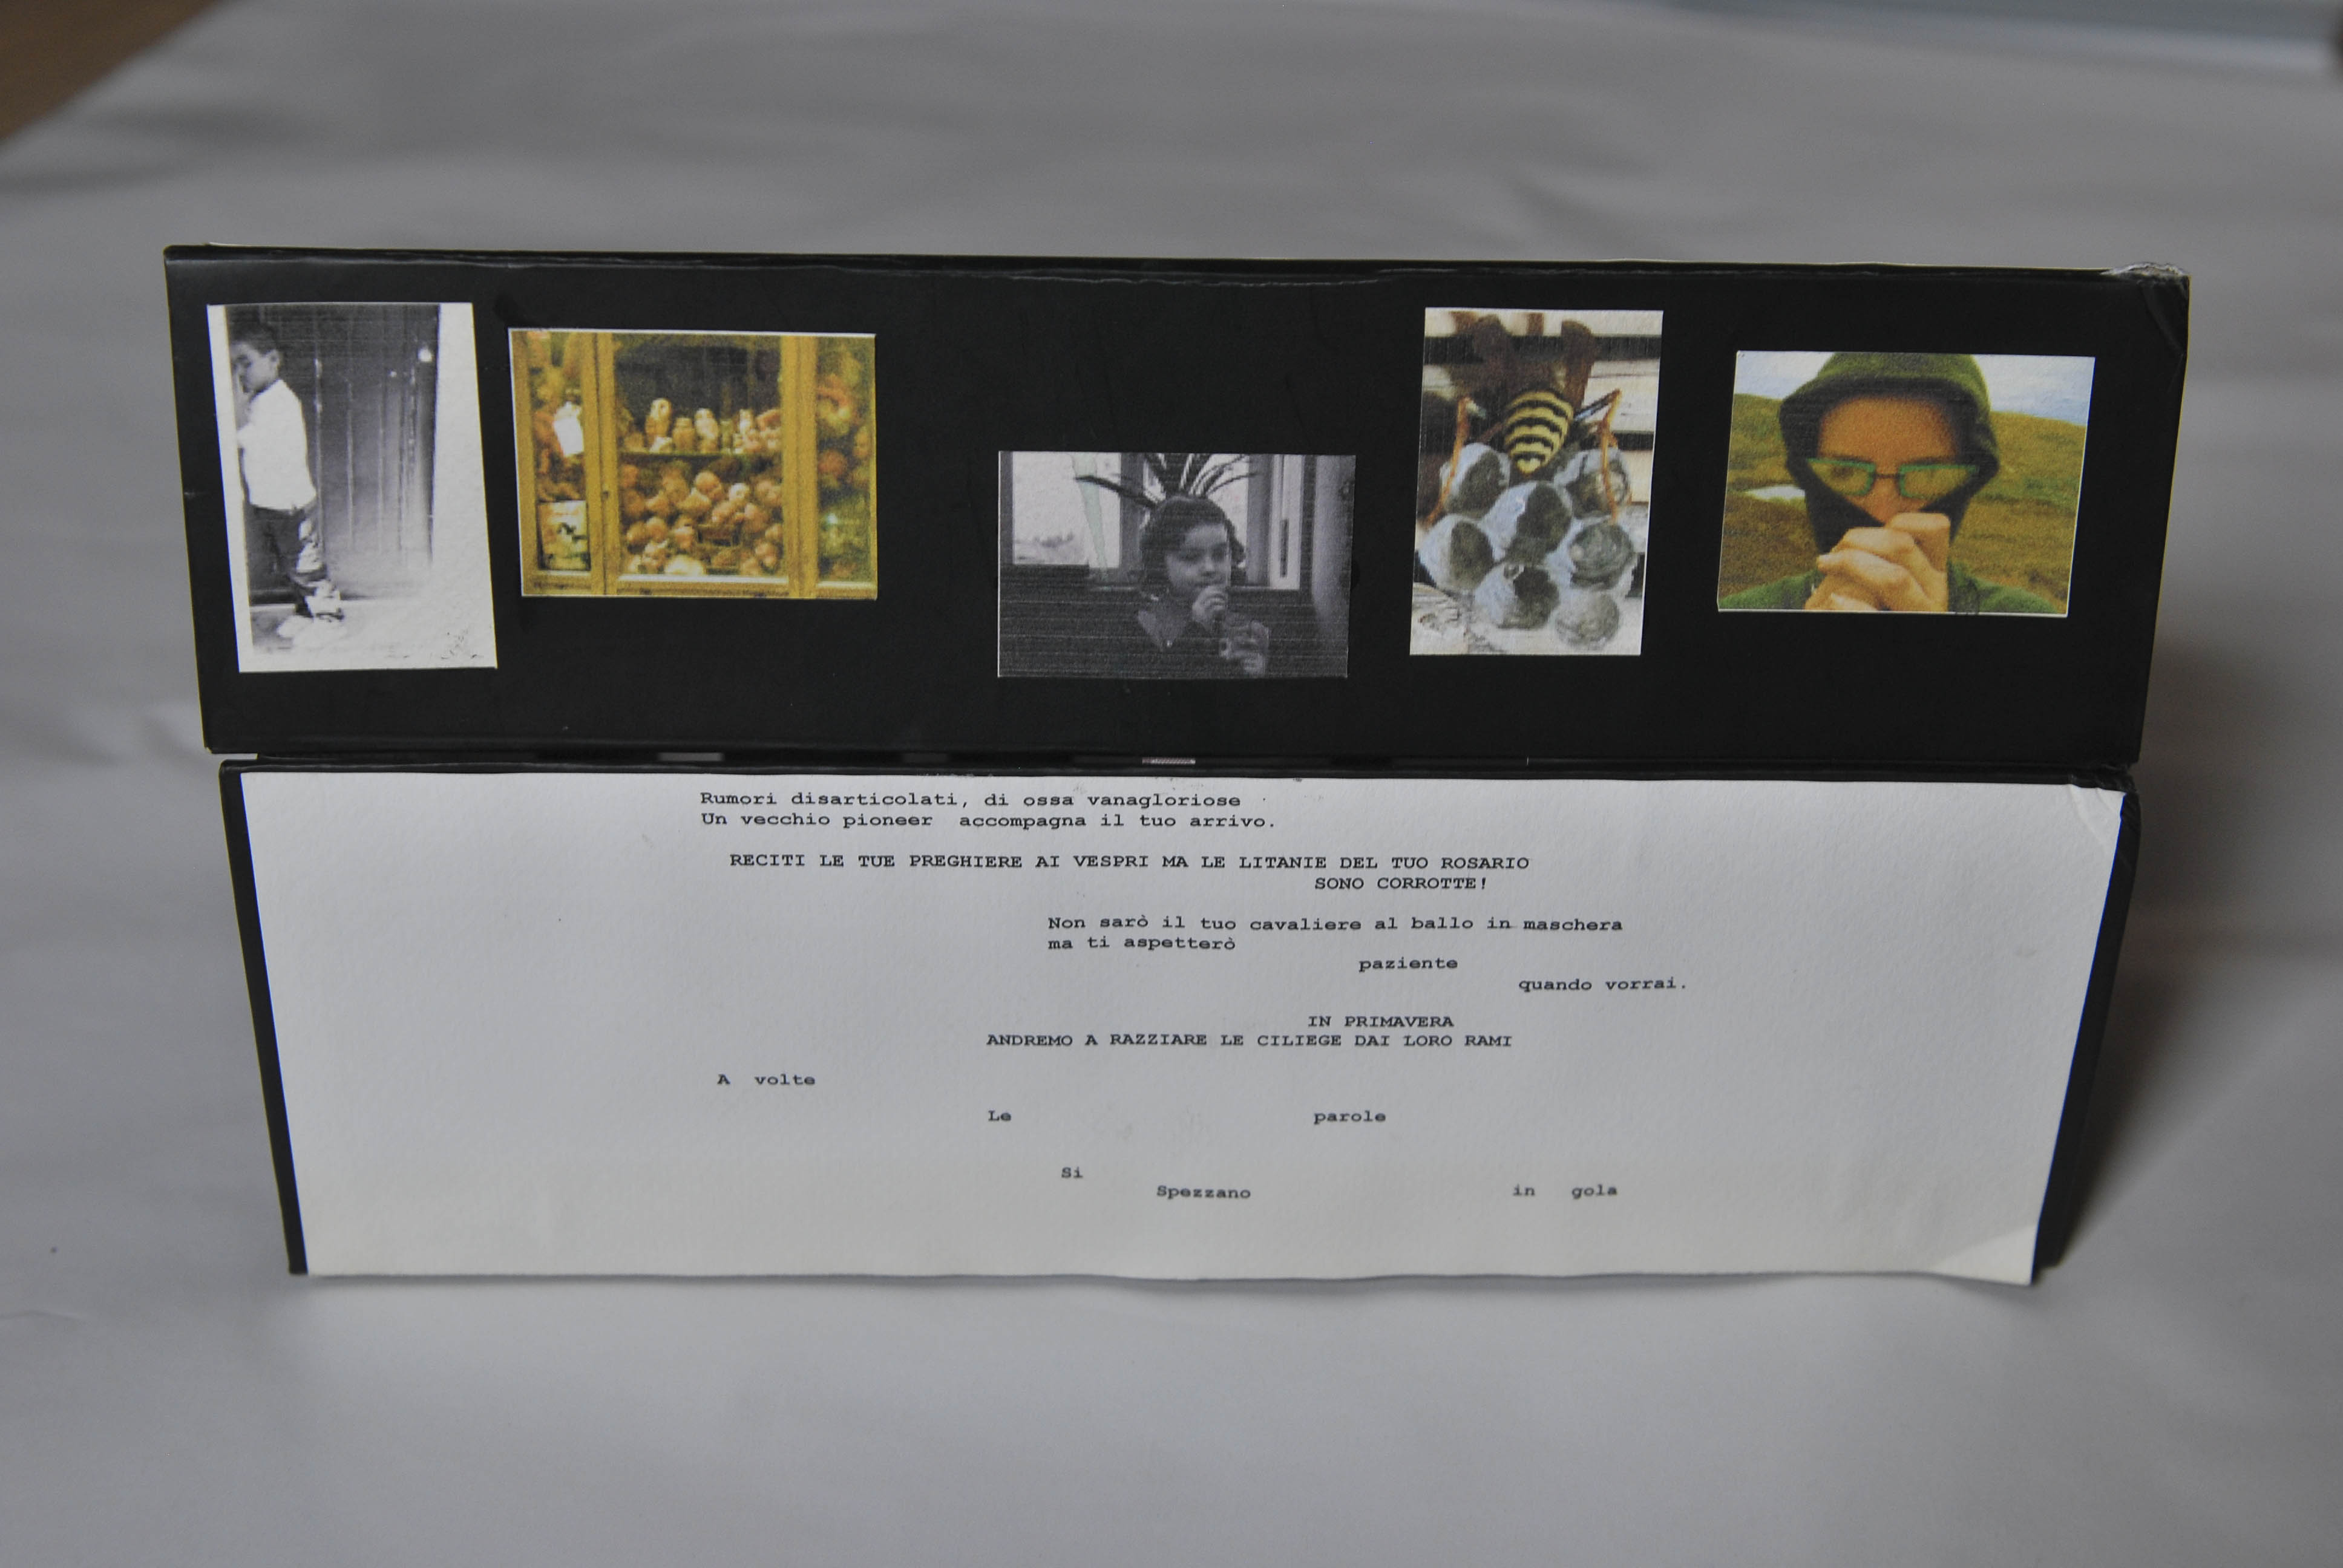 Rumori disarticolati, di ossa vanagloriose
Un vecchio pioneer accompagna il tuo arrivo.
RECITI LE TUE PREGHIERE AI VESPRI MA LE LITANIE DEL TUO ROSARIO
SONO CORROTTE!
Non sarò il tuo cavaliere al ballo in maschera
ma ti aspetterò
paziente
quando vorrai.
IN PRIMAVERA
ANDREMO A RAZZIARE LE CILIEGE DAI LORO RAMI
A volte
Le parole
Si
Spezzano in gola